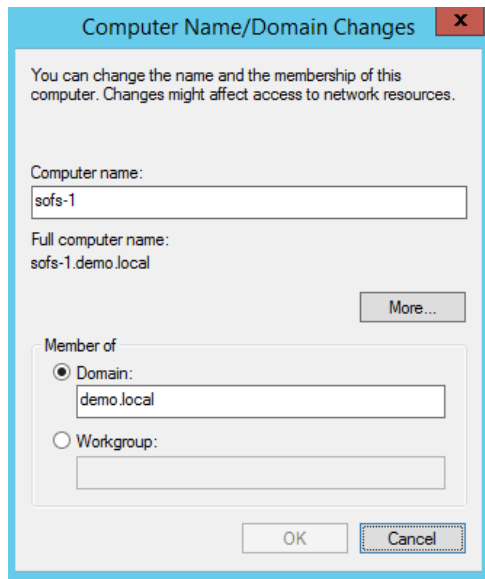 Computer Name/Domain Changes
x
You can change the name and the membership of this
computer. Changes might affect access to network resources.
Computer name:
sofs-1
Full computer name:
sofs-1.demo.local
More...
Member of
Domain:
demo.local
Workgroup:
OK
Cancel